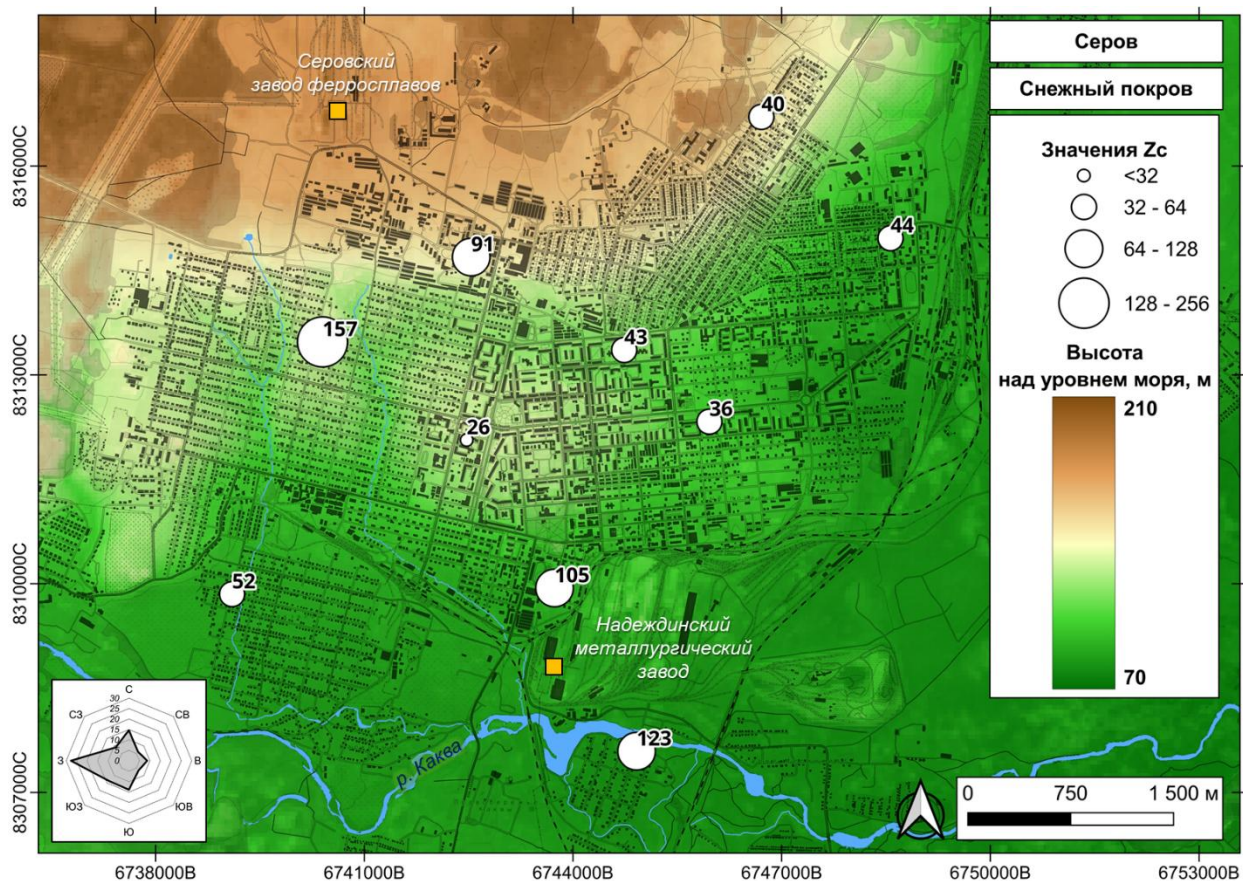 Серов
Снежный покров
Значения Zc
<32
32 - 64
64 - 128
128 - 256
Высота
над уровнем моря, м
210
70
Серовский
завод ферросплавов
40
44
91
157
43
36
26
52
105
Надеждинский
металлургический
завод
123
р. Каква
С
СВ
В
ЮВ
Ю
ЮЗ
З
СЗ
30
25
20
15
10
5
0
0 750 1 500 м
8316000С
8313000С
8310000С
8307000С
6738000В 6741000В 6744000В 6747000В 6750000В 6753000В